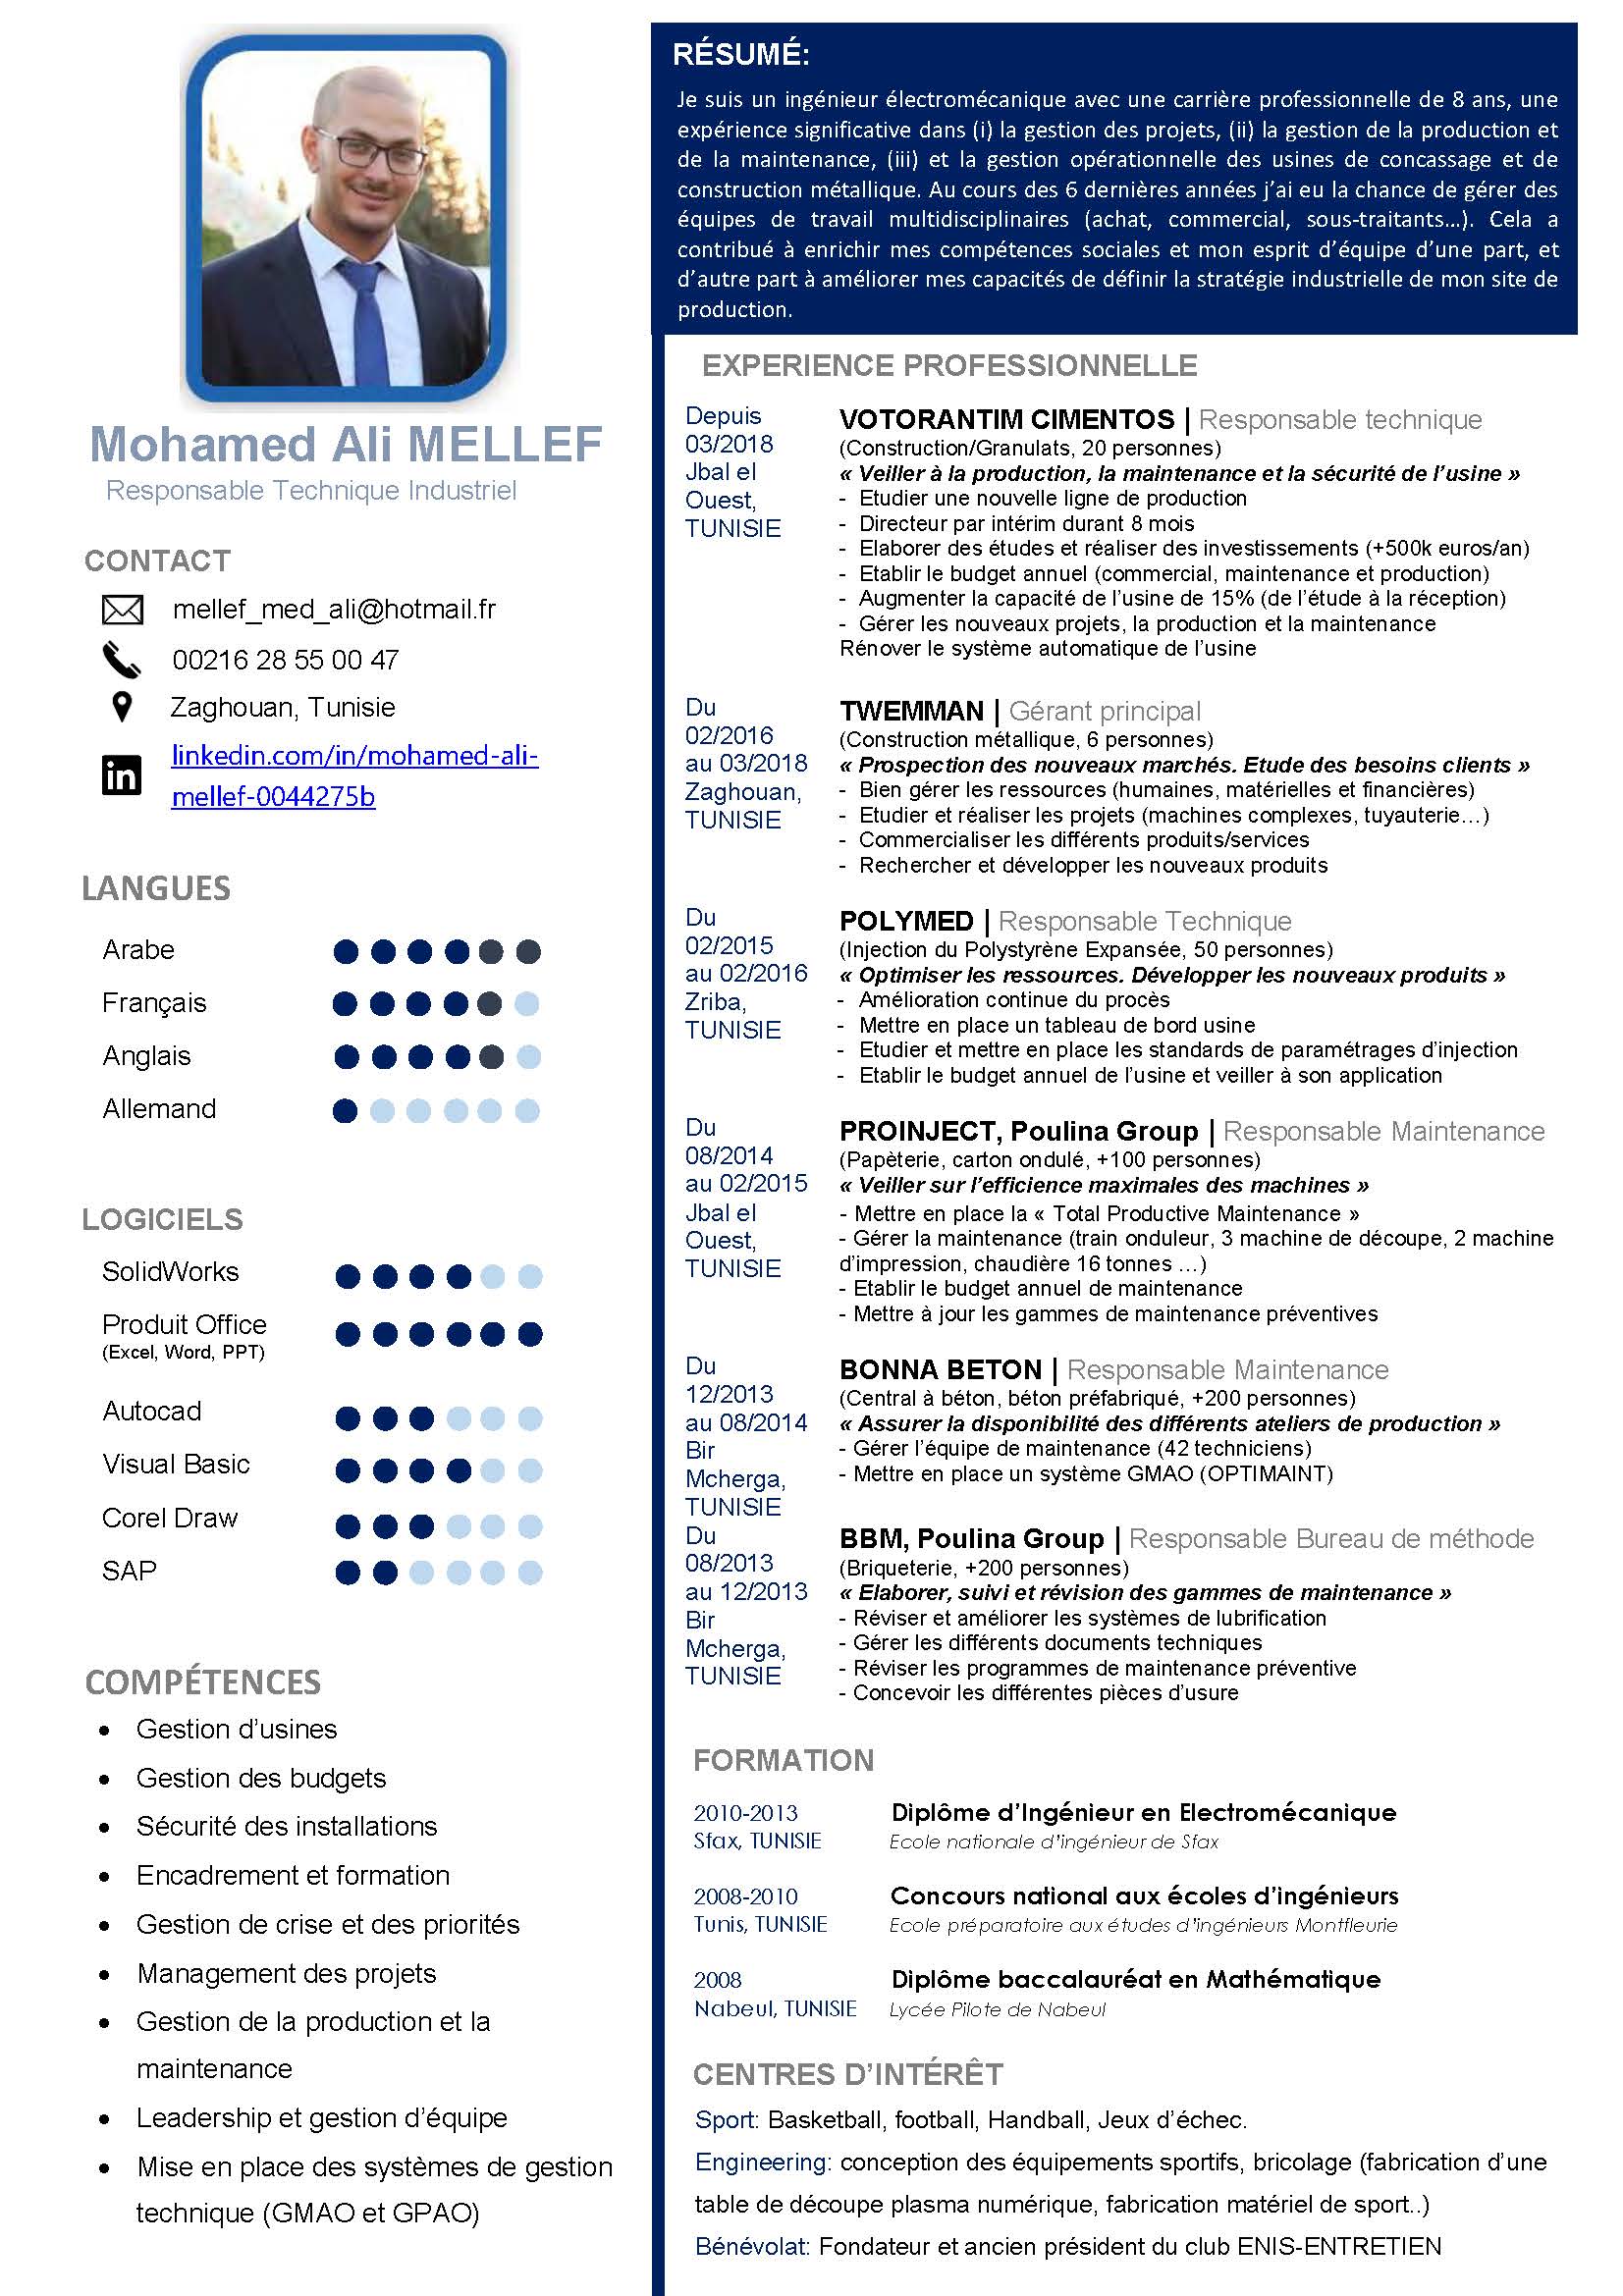 Mohamed Ali MELLEF
Responsable Technique Industriel
CONTACT
mellef_med_ali@hotmail.fr
00216 28 55 00 47
Zaghouan, Tunisie
in
linkedin.com/in/mohamed-ali-
mellef-0044275b
LANGUES
Arabe
Français
Anglais
Allemand
LOGICIELS
SolidWorks
Produit Office
(Excel, Word, PPT)
Autocad
Visual Basic
Corel Draw
SAP
COMPÉTENCES
• Gestion d’usines
• Gestion des budgets
• Sécurité des installations
• Encadrement et formation
• Gestion de crise et des priorités
• Management des projets
• Gestion de la production et la
maintenance
• Leadership et gestion d’équipe
• Mise en place des systèmes de gestion
technique (GMAO et GPAO)
RÉSUMÉ:
Je suis un ingénieur électromécanique avec une carrière professionnelle de 8 ans, une
expérience significative dans (i) la gestion des projets, (ii) la gestion de la production et
de la maintenance, (iii) et la gestion opérationnelle des usines de concassage et de
construction métallique. Au cours des 6 dernières années j’ai eu la chance de gérer des
équipes de travail multidisciplinaires (achat, commercial, sous-traitants…). Cela a
contribué à enrichir mes compétences sociales et mon esprit d’équipe d’une part, et
d’autre part à améliorer mes capacités de définir la stratégie industrielle de mon site de
production.
EXPERIENCE PROFESSIONNELLE
Depuis
03/2018
Jbal el
Ouest,
TUNISIE
VOTORANTIM CIMENTOS | Responsable technique
(Construction/Granulats, 20 personnes)
« Veiller à la production, la maintenance et la sécurité de l’usine »
- Etudier une nouvelle ligne de production
- Directeur par intérim durant 8 mois
- Elaborer des études et réaliser des investissements (+500k euros/an)
- Etablir le budget annuel (commercial, maintenance et production)
- Augmenter la capacité de l’usine de 15% (de l’étude à la réception)
- Gérer les nouveaux projets, la production et la maintenance
Rénover le système automatique de l’usine
Du
02/2016
au 03/2018
Zaghouan,
TUNISIE
TWEMMAN | Gérant principal
(Construction métallique, 6 personnes)
« Prospection des nouveaux marchés. Etude des besoins clients »
- Bien gérer les ressources (humaines, matérielles et financières)
- Etudier et réaliser les projets (machines complexes, tuyauterie…)
- Commercialiser les différents produits/services
- Rechercher et développer les nouveaux produits
Du
02/2015
au 02/2016
Zriba,
TUNISIE
POLYMED | Responsable Technique
(Injection du Polystyrène Expansée, 50 personnes)
« Optimiser les ressources. Développer les nouveaux produits »
- Amélioration continue du procès
- Mettre en place un tableau de bord usine
- Etudier et mettre en place les standards de paramétrages d’injection
- Etablir le budget annuel de l’usine et veiller à son application
Du
08/2014
au 02/2015
Jbal el
Ouest,
TUNISIE
PROINJECT, Poulina Group | Responsable Maintenance
(Papèterie, carton ondulé, +100 personnes)
« Veiller sur l’efficience maximales des machines »
- Mettre en place la « Total Productive Maintenance »
- Gérer la maintenance (train onduleur, 3 machine de découpe, 2 machine
d’impression, chaudière 16 tonnes …)
- Etablir le budget annuel de maintenance
- Mettre à jour les gammes de maintenance préventives
Du
12/2013
au 08/2014
Bir
Mcherga,
TUNISIE
BONNA BETON | Responsable Maintenance
(Central à béton, béton préfabriqué, +200 personnes)
« Assurer la disponibilité des différents ateliers de production »
- Gérer l’équipe de maintenance (42 techniciens)
- Mettre en place un système GMAO (OPTIMAINT)
Du
08/2013
au 12/2013
Bir
Mcherga,
TUNISIE
BBM, Poulina Group | Responsable Bureau de méthode
(Briqueterie, +200 personnes)
« Elaborer, suivi et révision des gammes de maintenance »
- Réviser et améliorer les systèmes de lubrification
- Gérer les différents documents techniques
- Réviser les programmes de maintenance préventive
- Concevoir les différentes pièces d’usure
FORMATION
2010-2013
Sfax, TUNISIE
Diplôme d’Ingénieur en Electromécanique
Ecole nationale d’ingénieur de Sfax
2008-2010
Tunis, TUNISIE
Concours national aux écoles d’ingénieurs
Ecole préparatoire aux études d’ingénieurs Montfleurie
2008
Nabeul, TUNISIE
Diplôme baccalauréat en Mathématique
Lycée Pilote de Nabeul
CENTRES D’INTÉRÊT
Sport: Basketball, football, Handball, Jeux d’échec.
Engineering: conception des équipements sportifs, bricolage (fabrication d’une
table de découpe plasma numérique, fabrication matériel de sport..)
Bénévolat: Fondateur et ancien président du club ENIS-ENTRETIEN